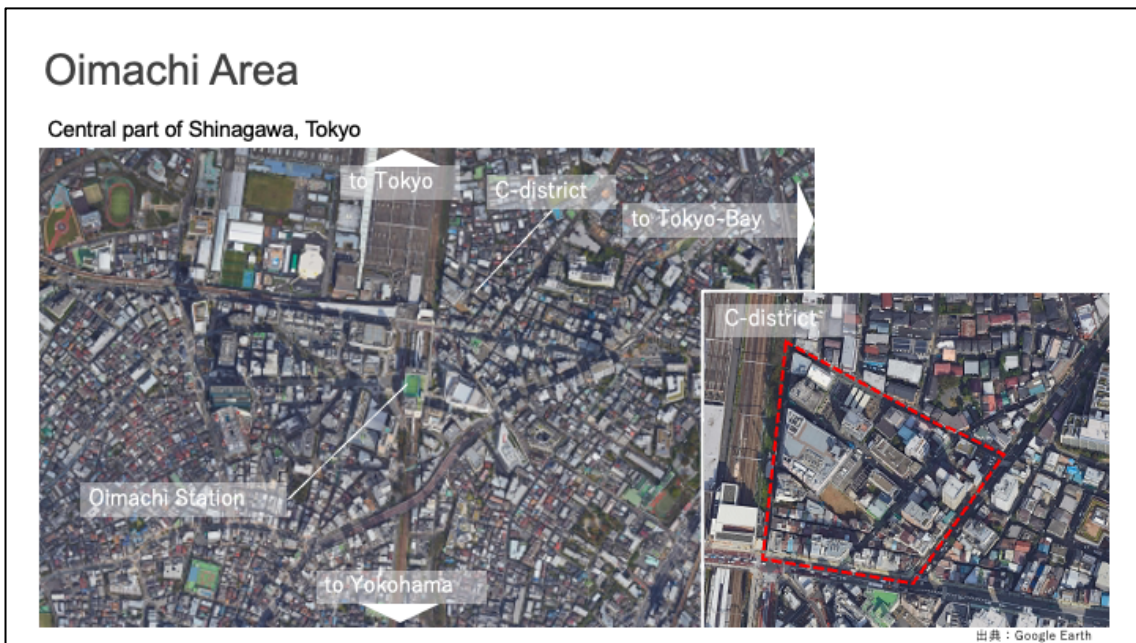 Oimachi Area
Central part of Shinagawa, Tokyo
to Tokyo
C-district
to Tokyo-Bay
C-district
Oimachi Station
to Yokohama
出典：Google Earth